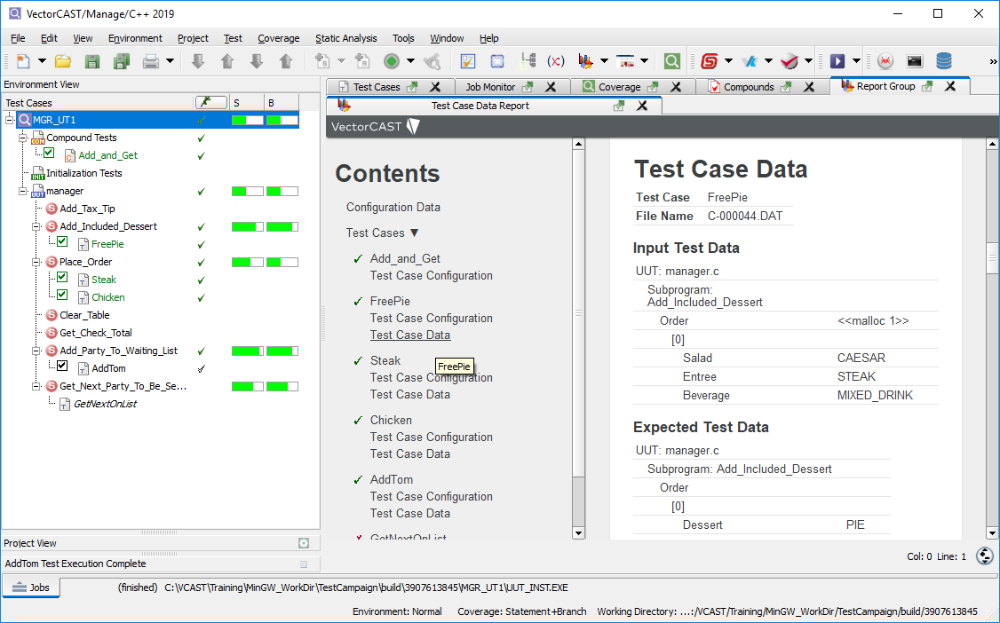 VectorCAST/Manage/C++ 2019
File Edit View Environment Project Test Coverage Static Analysis Tools Window Help
Environment View
Test Cases S B
MGR_UT1
Compound Tests
Add_and_Get
Initialization Tests
manager
Add_Tax_Tip
Add_Included_Dessert
FreePie
Place_Order
Steak
Chicken
Clear_Table
Get_Check_Total
Add_Party_To_Waiting_List
AddTom
Get_Next_Party_To_Be_Se...
GetNextOnList
Project View
AddTom Test Execution Complete
Test Cases Job Monitor Coverage Compounds Report Group
Test Case Data Report
VectorCAST
Contents
Configuration Data
Test Cases ▼
✓ Add_and_Get
Test Case Configuration
✓ FreePie
Test Case Configuration
Test Case Data
✓ Steak
FreePie
Test Case Configuration
Test Case Data
✓ Chicken
Test Case Configuration
Test Case Data
✓ AddTom
Test Case Configuration
Test Case Data
✗ GetNextOnList
Test Case Data
Test Case FreePie
File Name C-000044.DAT
Input Test Data
UUT: manager.c
Subprogram:
Add_Included_Dessert
Order <<malloc 1>>
[0]
Salad CAESAR
Entree STEAK
Beverage MIXED_DRINK
Expected Test Data
UUT: manager.c
Subprogram: Add_Included_Dessert
Order
[0]
Dessert PIE
Col: 0 Line: 1
Jobs
(finished) C:\VCAST\Training\MinGW_WorkDir\TestCampaign\build\3907613845\MGR_UT1\UUT_INST.EXE
Environment: Normal Coverage: Statement+Branch Working Directory: ...:/VCAST/Training/MinGW_WorkDir/TestCampaign/build/3907613845